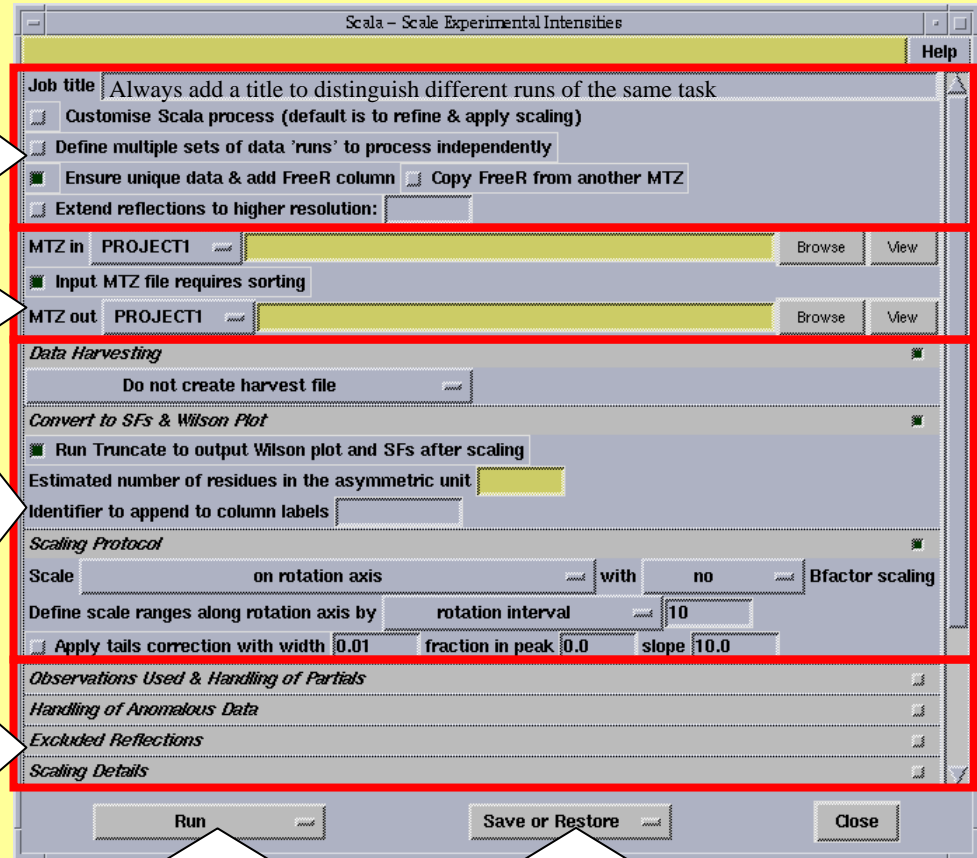 Scala – Scale Experimental Intensities
Help
Job title Always add a title to distinguish different runs of the same task
Customise Scala process (default is to refine & apply scaling)
Define multiple sets of data 'runs' to process independently
Ensure unique data & add FreeR column Copy FreeR from another MTZ
Extend reflections to higher resolution:
MTZ in PROJECT1 Browse View
Input MTZ file requires sorting
MTZ out PROJECT1 Browse View
Data Harvesting
Do not create harvest file
Convert to SFs & Wilson Plot
Run Truncate to output Wilson plot and SFs after scaling
Estimated number of residues in the asymmetric unit
Identifier to append to column labels
Scaling Protocol
Scale on rotation axis with no Bfactor scaling
Define scale ranges along rotation axis by rotation interval 10
Apply tails correction with width 0.01 fraction in peak 0.0 slope 10.0
Observations Used & Handling of Partials
Handling of Anomalous Data
Excluded Reflections
Scaling Details
Run Save or Restore Close